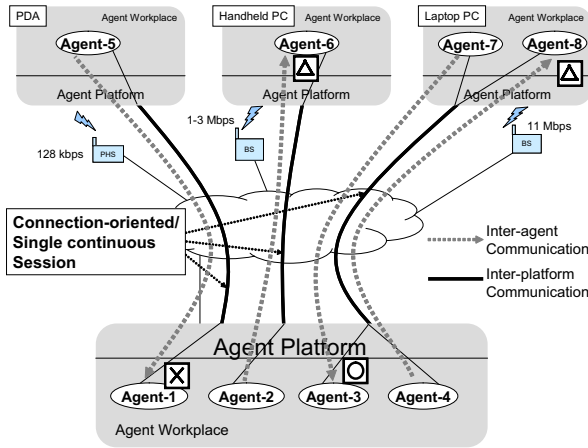 PDA
Agent Workplace
Agent-5
Agent Platform
Handheld PC
Agent Workplace
Agent-6
Agent Platform
Laptop PC
Agent Workplace
Agent-7
Agent-8
Agent Platform
128 kbps
PHS
1-3 Mbps
BS
11 Mbps
BS
Connection-oriented/
Single continuous
Session
Inter-agent
Communication
Inter-platform
Communication
Agent Platform
Agent-1
Agent-2
Agent-3
Agent-4
Agent Workplace